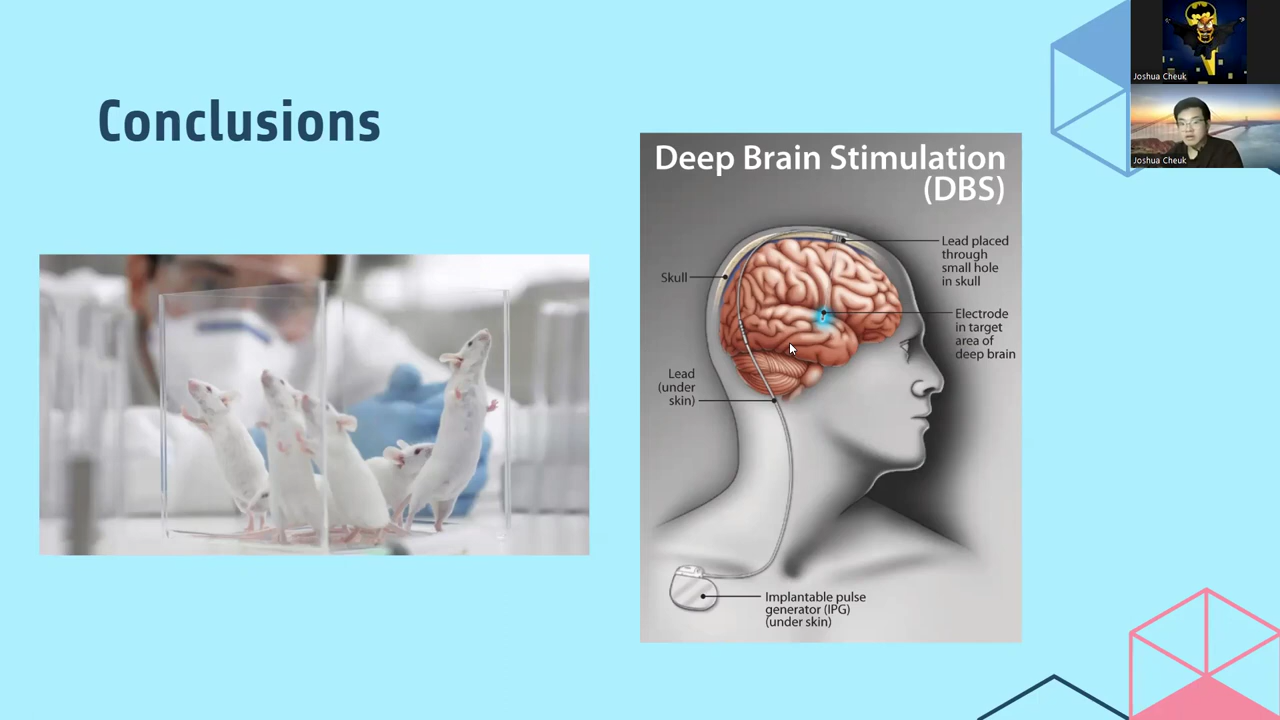 Conclusions
Joshua Cheuk
Joshua Cheuk
Deep Brain Stimulation
(DBS)
Skull
Lead placed
through
small hole
in skull
Electrode
in target
area of
deep brain
Lead
(under
skin)
Implantable pulse
generator (IPG)
(under skin)